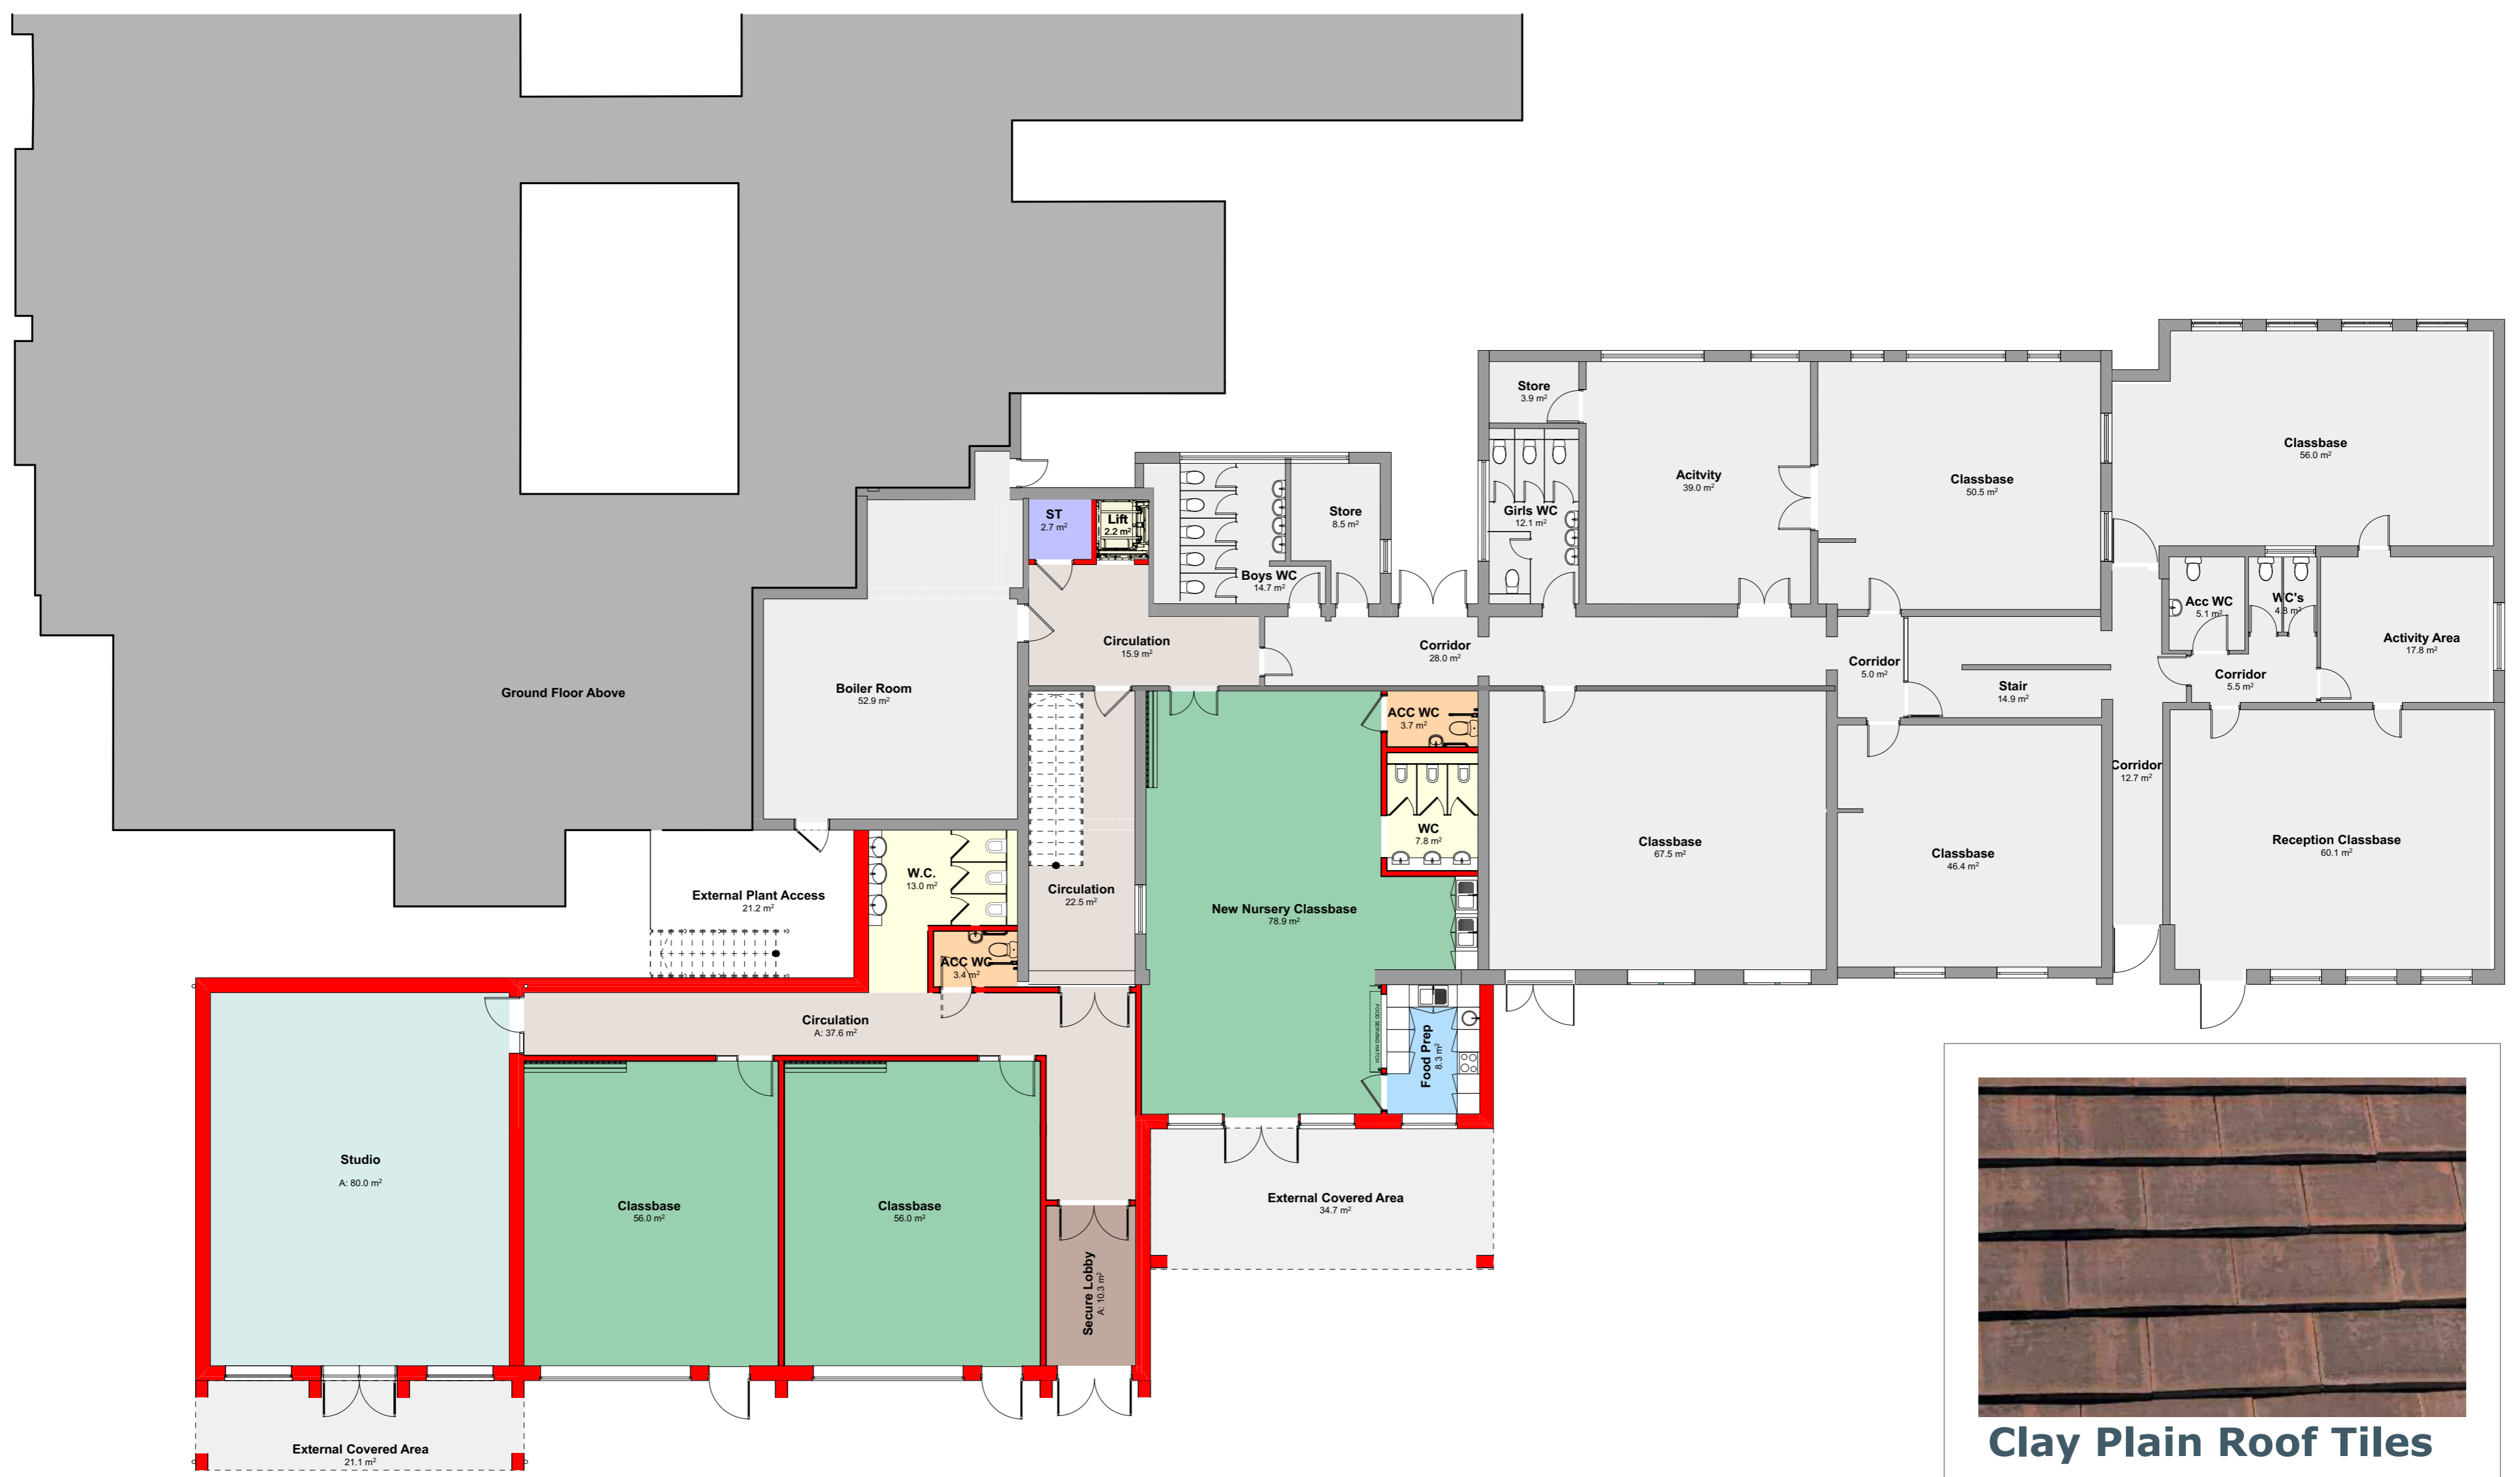 Store
3.9 m²
Classbase
56.0 m²
Acitvity
39.0 m²
Classbase
50.5 m²
ST
2.7 m²
Lift
2.2 m²
Store
8.5 m²
Girls WC
12.1 m²
Boys WC
14.7 m²
Acc WC
5.1 m²
WC's
4.8 m²
Circulation
15.9 m²
Corridor
28.0 m²
Activity Area
17.8 m²
Corridor
5.0 m²
Corridor
5.5 m²
Ground Floor Above
Boiler Room
52.9 m²
Stair
14.9 m²
ACC WC
3.7 m²
Corridor
12.7 m²
WC
7.8 m²
Classbase
67.5 m²
Reception Classbase
60.1 m²
Classbase
46.4 m²
W.C.
13.0 m²
External Plant Access
21.2 m²
Circulation
22.5 m²
New Nursery Classbase
78.9 m²
ACC WC
3.4 m²
Circulation
A: 37.6 m²
FOOD SERVING HATCH
Food Prep
8.3 m²
Studio
A: 80.0 m²
Classbase
56.0 m²
Classbase
56.0 m²
External Covered Area
34.7 m²
Secure Lobby
A: 10.3 m²
External Covered Area
21.1 m²
Clay Plain Roof Tiles